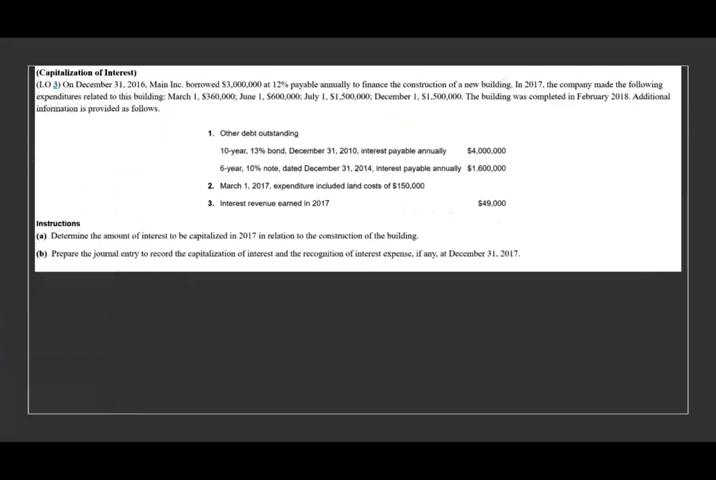 (Capitalization of Interest)
(LO 3) On December 31, 2016, Main Inc. borrowed $3,000,000 at 12% payable annually to finance the construction of a new building. In 2017, the company made the following
expenditures related to this building: March 1, $360,000; June 1, $600,000; July 1, $1,500,000; December 1, $1,500,000. The building was completed in February 2018. Additional
information is provided as follows.
1. Other debt outstanding
10-year, 13% bond, December 31, 2010, interest payable annually $4,000,000
6-year, 10% note, dated December 31, 2014, interest payable annually $1,600,000
2. March 1, 2017, expenditure included land costs of $150,000
3. Interest revenue earned in 2017 $49,000
Instructions
(a) Determine the amount of interest to be capitalized in 2017 in relation to the construction of the building.
(b) Prepare the journal entry to record the capitalization of interest and the recognition of interest expense, if any, at December 31, 2017.